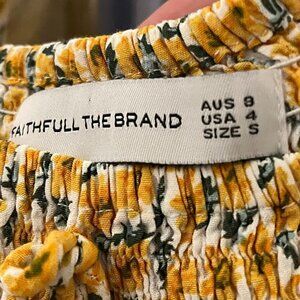 FAITHFULL THE BRAND
AUS 8
USA 4
SIZE S